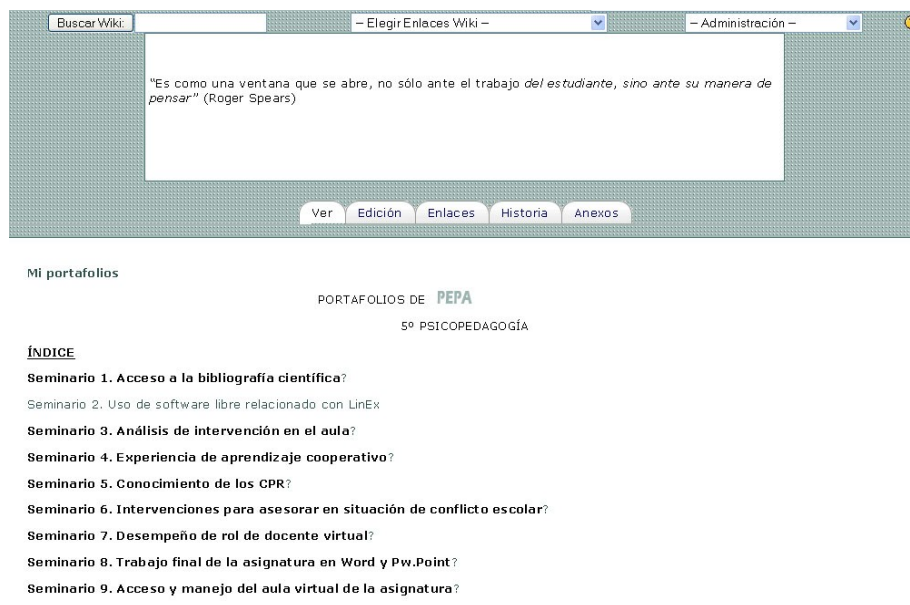 Buscar Wiki:
-- Elegir Enlaces Wiki --
-- Administración --
"Es como una ventana que se abre, no sólo ante el trabajo del estudiante, sino ante su manera de
pensar" (Roger Spears)
Ver Edición Enlaces Historia Anexos
Mi portafolios
PORTAFOLIOS DE PEPA
5º PSICOPEDAGOGÍA
ÍNDICE
Seminario 1. Acceso a la bibliografía científica?
Seminario 2. Uso de software libre relacionado con LinEx
Seminario 3. Análisis de intervención en el aula?
Seminario 4. Experiencia de aprendizaje cooperativo?
Seminario 5. Conocimiento de los CPR?
Seminario 6. Intervenciones para asesorar en situación de conflicto escolar?
Seminario 7. Desempeño de rol de docente virtual?
Seminario 8. Trabajo final de la asignatura en Word y Pw.Point?
Seminario 9. Acceso y manejo del aula virtual de la asignatura?